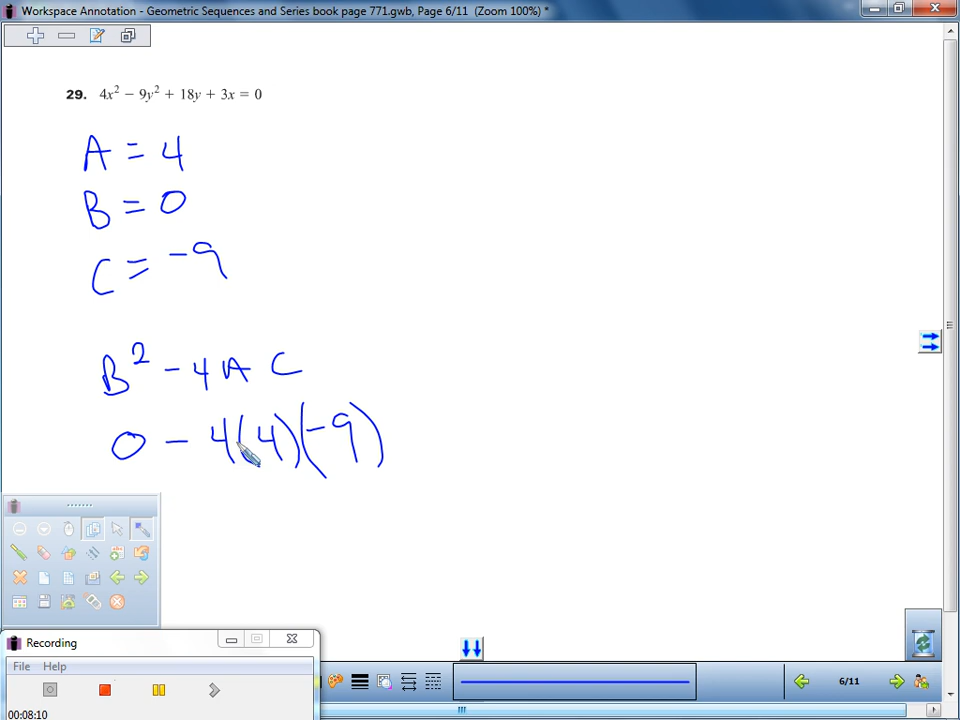 Workspace Annotation - Geometric Sequences and Series book page 771.gwb, Page 6/11 (Zoom 100%) *
29. 4x² − 9y² + 18y + 3x = 0
A = 4
B = 0
C = -9
B² - 4AC
0 - 4(4)(-9)
Recording
File Help
00:08:10
6/11